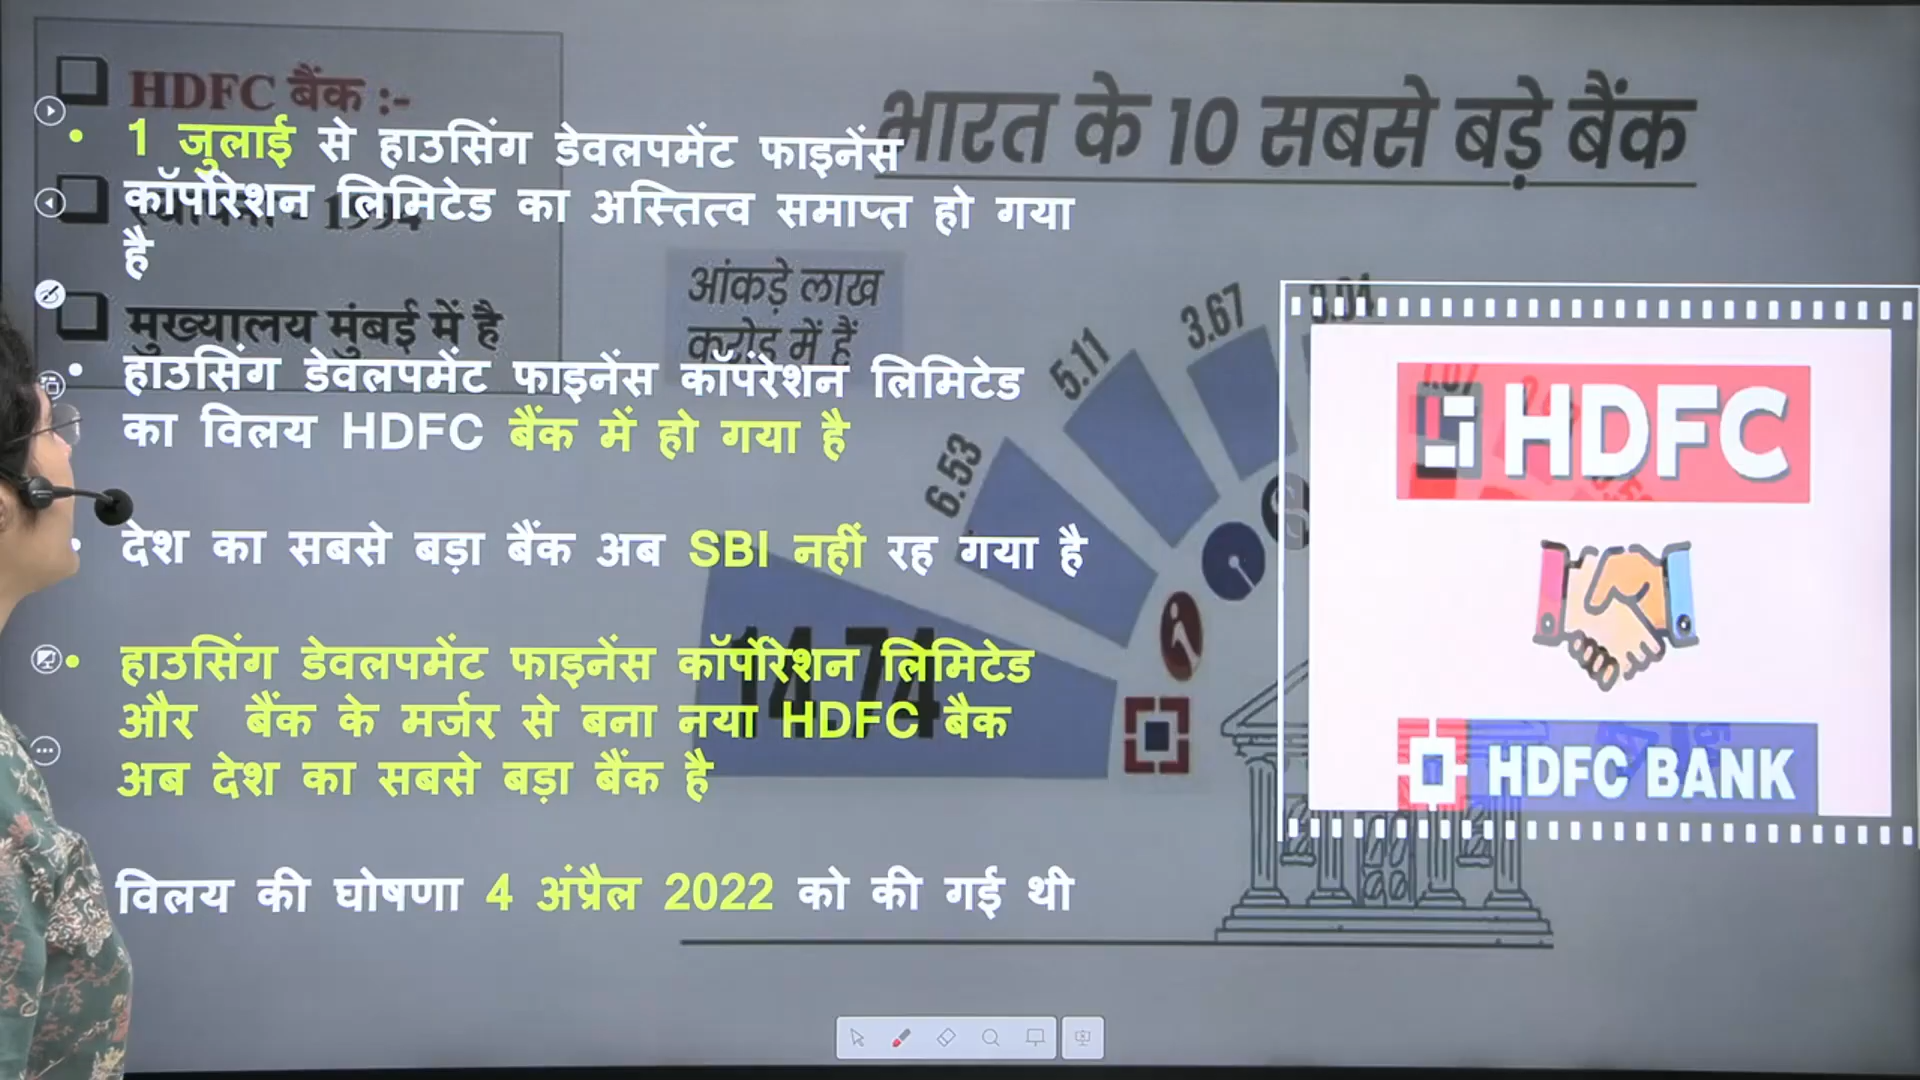 HDFC बैंक :-
• 1 जुलाई से हाउसिंग डेवलपमेंट फाइनेंस
कॉर्पोरेशन लिमिटेड का अस्तित्व समाप्त हो गया
है
मुख्यालय मुंबई में है
• हाउसिंग डेवलपमेंट फाइनेंस कॉर्परेशन लिमिटेड
का विलय HDFC बैंक में हो गया है
• देश का सबसे बड़ा बैंक अब SBI नहीं रह गया है
• हाउसिंग डेवलपमेंट फाइनेंस कॉर्पोरेशन लिमिटेड
और बैंक के मर्जर से बना नया HDFC बैक
अब देश का सबसे बड़ा बैंक है
विलय की घोषणा 4 अंप्रैल 2022 को की गई थी
भारत के 10 सबसे बड़े बैंक
आंकड़े लाख
करोड़ में हैं
14.74
6.53
5.11
3.67
HDFC
HDFC BANK